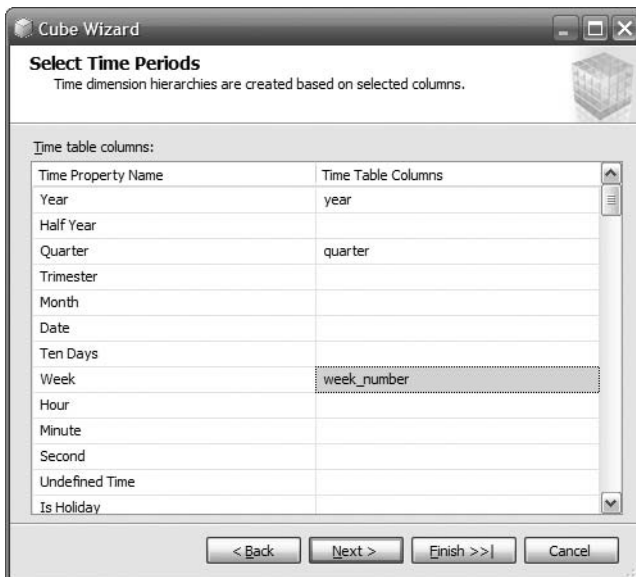 Cube Wizard
Select Time Periods
Time dimension hierarchies are created based on selected columns.
Time table columns:
Time Property Name Time Table Columns
Year year
Half Year
Quarter quarter
Trimester
Month
Date
Ten Days
Week week_number
Hour
Minute
Second
Undefined Time
Is Holiday
< Back Next > Finish >>| Cancel